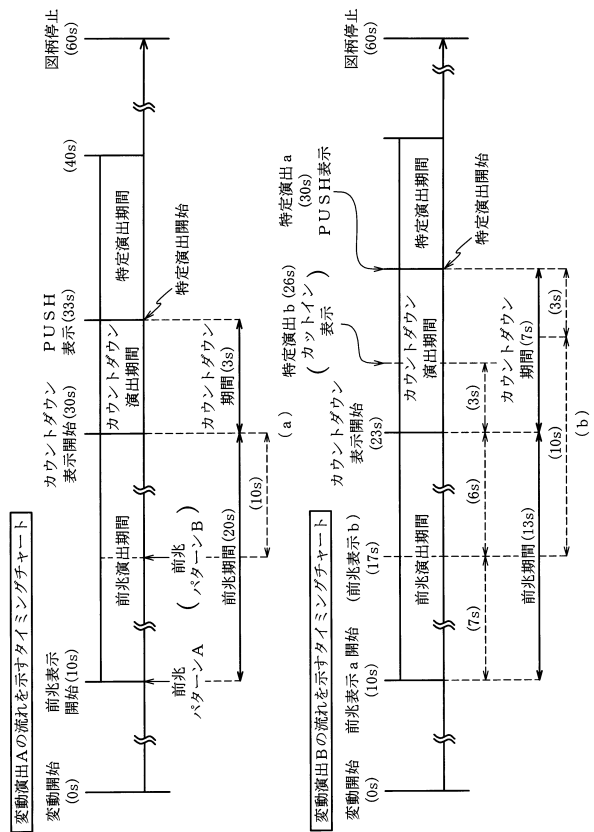 変動演出Aの流れを示すタイミングチャート
変動開始
(0s)
前兆表示
開始(10s)
カウントダウン
表示開始(30s)
PUSH
表示(33s)
(40s)
図柄停止
(60s)
前兆演出期間
カウントダウン
演出期間
特定演出期間
前兆
パターンA
前兆
(パターンB)
特定演出開始
前兆期間(20s)
カウントダウン
期間(3s)
(10s)
(a)
変動演出Bの流れを示すタイミングチャート
変動開始
(0s)
前兆表示a開始
(10s)
(前兆表示b)
(17s)
カウントダウン
表示開始
(23s)
特定演出b(26s)
(カットイン)
表示
特定演出a
(30s)
PUSH表示
図柄停止
(60s)
前兆演出期間
カウントダウン
演出期間
特定演出期間
特定演出開始
(7s)
(6s)
(3s)
前兆期間(13s)
カウントダウン
期間(7s)
(10s)
(3s)
(b)